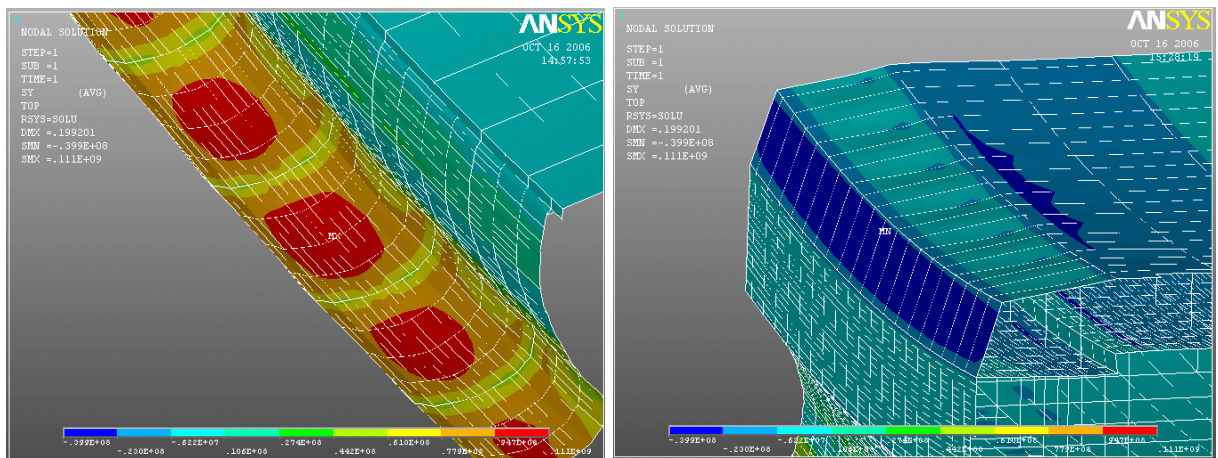 1
ANSYS
NODAL SOLUTION
OCT 16 2006
14:57:53
STEP=1
SUB =1
TIME=1
SY (AVG)
TOP
RSYS=SOLU
DMX =.199201
SMN =-.399E+08
SMX =.111E+09
MX
-.399E+08 -.622E+07 .274E+08 .610E+08 .947E+08
-.230E+08 .106E+08 .442E+08 .779E+08 .111E+09
1
ANSYS
NODAL SOLUTION
OCT 16 2006
15:28:19
STEP=1
SUB =1
TIME=1
SY (AVG)
TOP
RSYS=SOLU
DMX =.199201
SMN =-.399E+08
SMX =.111E+09
MN
-.399E+08 -.622E+07 .274E+08 .610E+08 .947E+08
-.230E+08 .106E+08 .442E+08 .779E+08 .111E+09